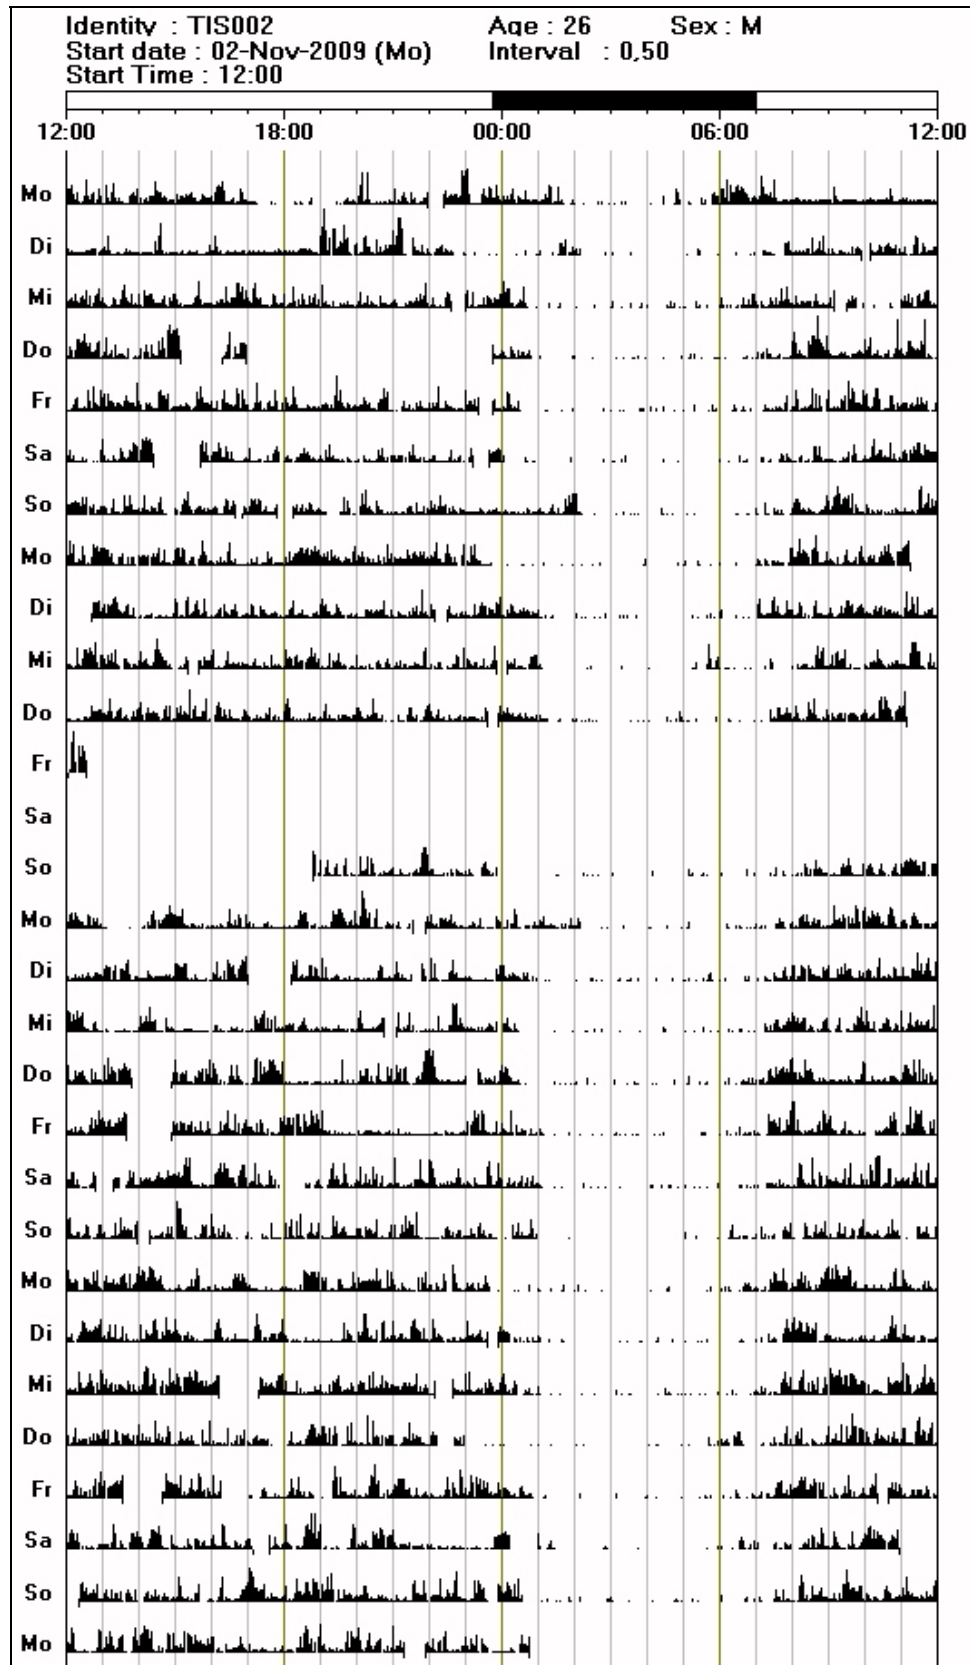 Identity : TIS002 Age : 26 Sex : M
Start date : 02-Nov-2009 (Mo) Interval : 0,50
Start Time : 12:00
12:00 18:00 00:00 06:00 12:00
Mo
Di
Mi
Do
Fr
Sa
So
Mo
Di
Mi
Do
Fr
Sa
So
Mo
Di
Mi
Do
Fr
Sa
So
Mo
Di
Mi
Do
Fr
Sa
So
Mo